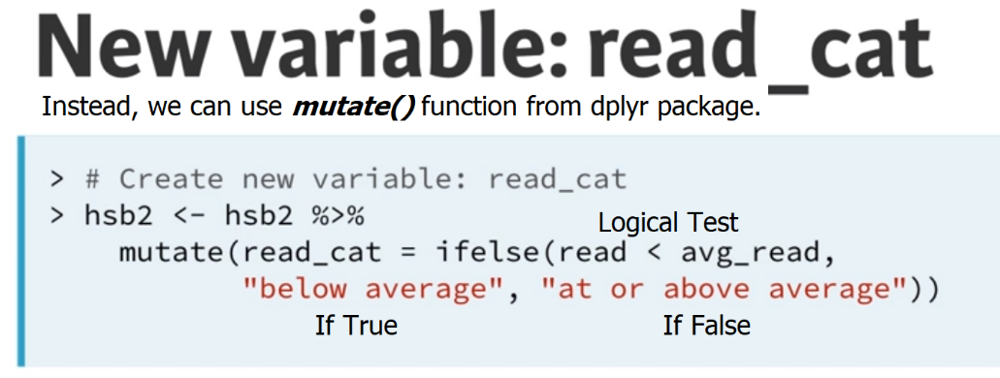 New variable: read_cat
Instead, we can use mutate() function from dplyr package.
> # Create new variable: read_cat
> hsb2 <- hsb2 %>%
Logical Test
mutate(read_cat = ifelse(read < avg_read,
"below average", "at or above average"))
If True If False